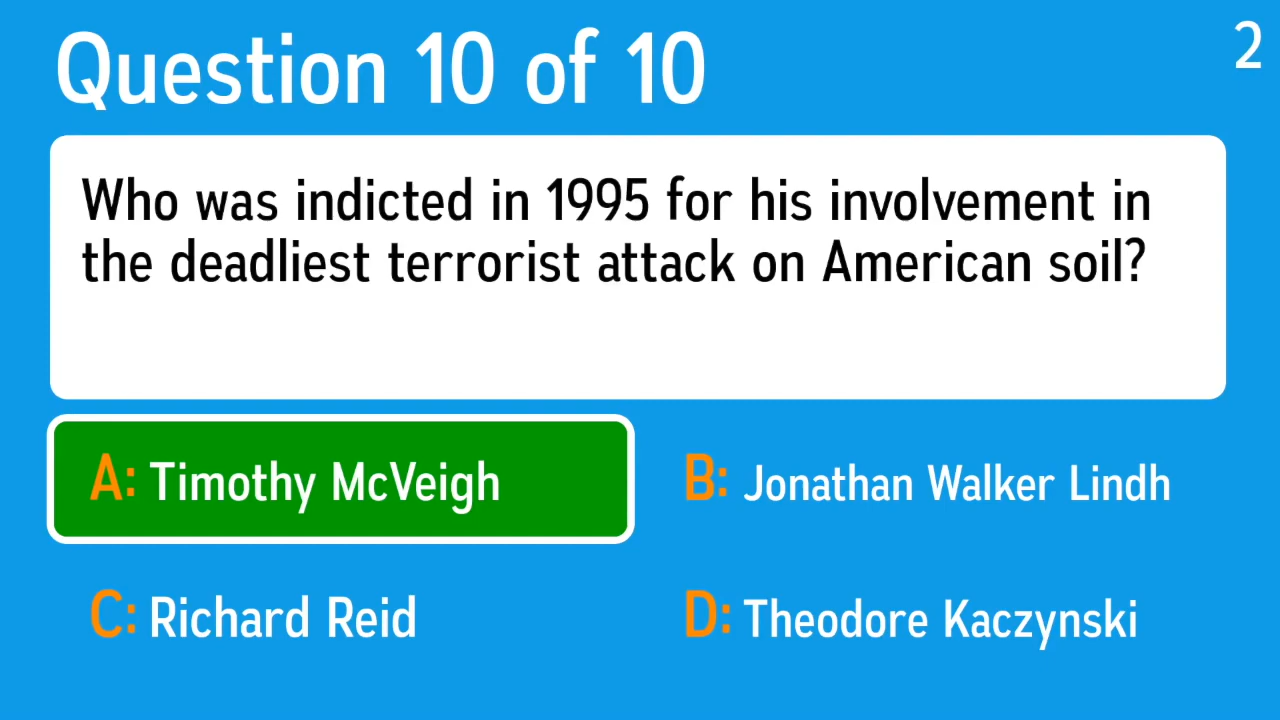 Question 10 of 10
2
Who was indicted in 1995 for his involvement in
the deadliest terrorist attack on American soil?
A: Timothy McVeigh
B: Jonathan Walker Lindh
C: Richard Reid
D: Theodore Kaczynski